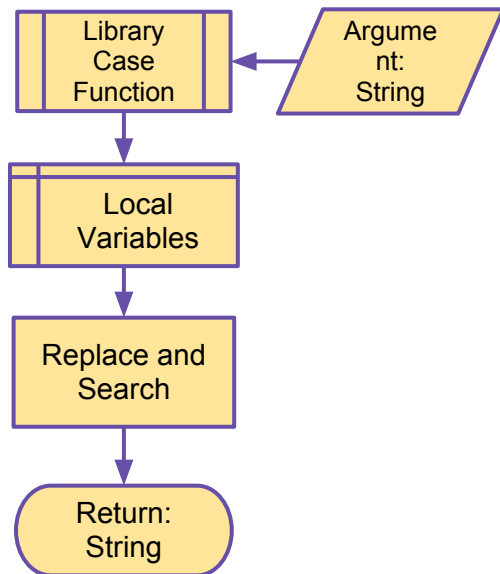 Library
Case
Function
Argume
nt:
String
Local
Variables
Replace and
Search
Return:
String